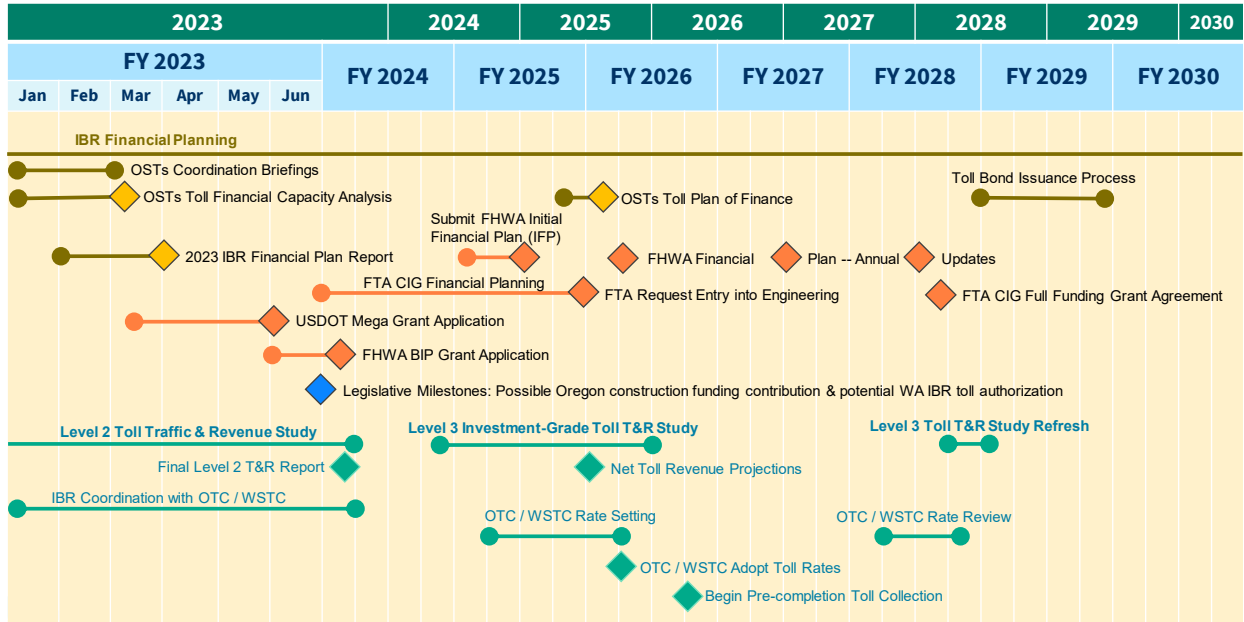 2023 2024 2025 2026 2027 2028 2029 2030
FY 2023 FY 2024 FY 2025 FY 2026 FY 2027 FY 2028 FY 2029 FY 2030
Jan Feb Mar Apr May Jun
IBR Financial Planning
OSTs Coordination Briefings
Toll Bond Issuance Process
OSTs Toll Financial Capacity Analysis
OSTs Toll Plan of Finance
Submit FHWA Initial
Financial Plan (IFP)
2023 IBR Financial Plan Report
FHWA Financial Plan -- Annual Updates
FTA CIG Financial Planning
FTA Request Entry into Engineering
FTA CIG Full Funding Grant Agreement
USDOT Mega Grant Application
FHWA BIP Grant Application
Legislative Milestones: Possible Oregon construction funding contribution & potential WA IBR toll authorization
Level 2 Toll Traffic & Revenue Study
Level 3 Investment-Grade Toll T&R Study
Level 3 Toll T&R Study Refresh
Final Level 2 T&R Report
Net Toll Revenue Projections
IBR Coordination with OTC / WSTC
OTC / WSTC Rate Setting
OTC / WSTC Rate Review
OTC / WSTC Adopt Toll Rates
Begin Pre-completion Toll Collection